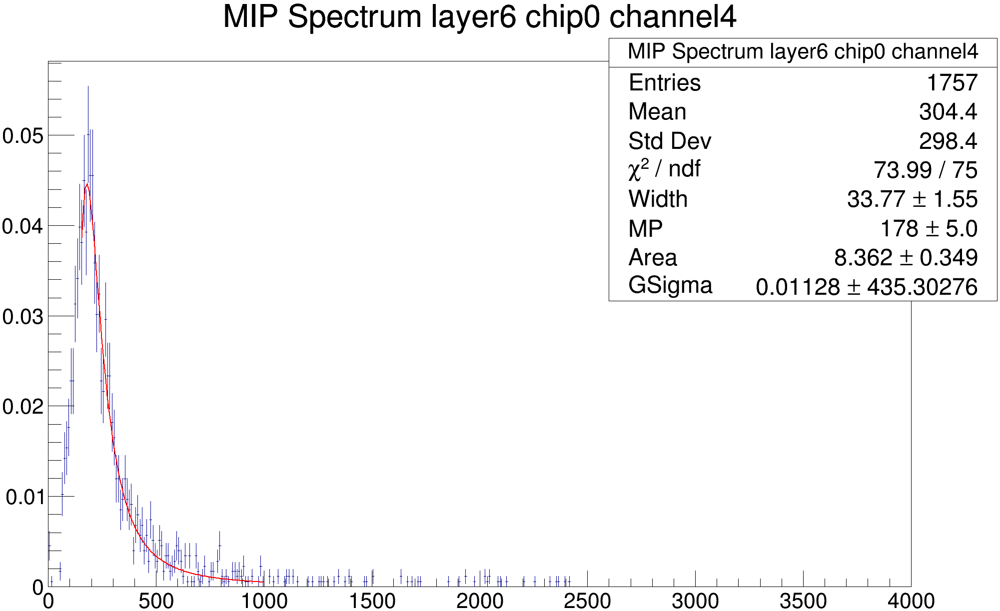 MIP Spectrum layer6 chip0 channel4
MIP Spectrum layer6 chip0 channel4
Entries 1757
Mean 304.4
Std Dev 298.4
χ² / ndf 73.99 / 75
Width 33.77 ± 1.55
MP 178 ± 5.0
Area 8.362 ± 0.349
GSigma 0.01128 ± 435.30276
0.05
0.04
0.03
0.02
0.01
0
0 500 1000 1500 2000 2500 3000 3500 4000